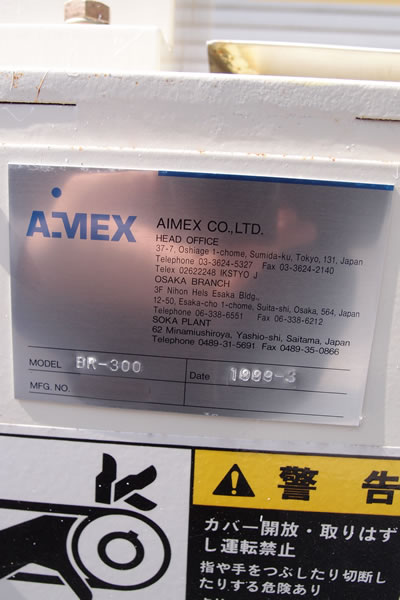 AIMEX
AIMEX CO.,LTD.
HEAD OFFICE
37-7, Oshiage 1-chome, Sumida-ku, Tokyo, 131, Japan
Telephone 03-3624-5327 Fax 03-3624-2140
Telex 02622248 IKSTYO J
OSAKA BRANCH
3F Nihon Heis Esaka Bldg.,
12-50, Esaka-cho 1-chome, Suita-shi, Osaka, 564, Japan
Telephone 06-338-6551 Fax 06-338-6212
SOKA PLANT
62 Minamiushiroya, Yashio-shi, Saitama, Japan
Telephone 0489-31-5691 Fax 0489-35-0866
MODEL BR-300 Date 1999-3
MFG. NO.
警告
カバー開放・取りはず
し運転禁止
指や手をつぶしたり切断し
たりする危険あり